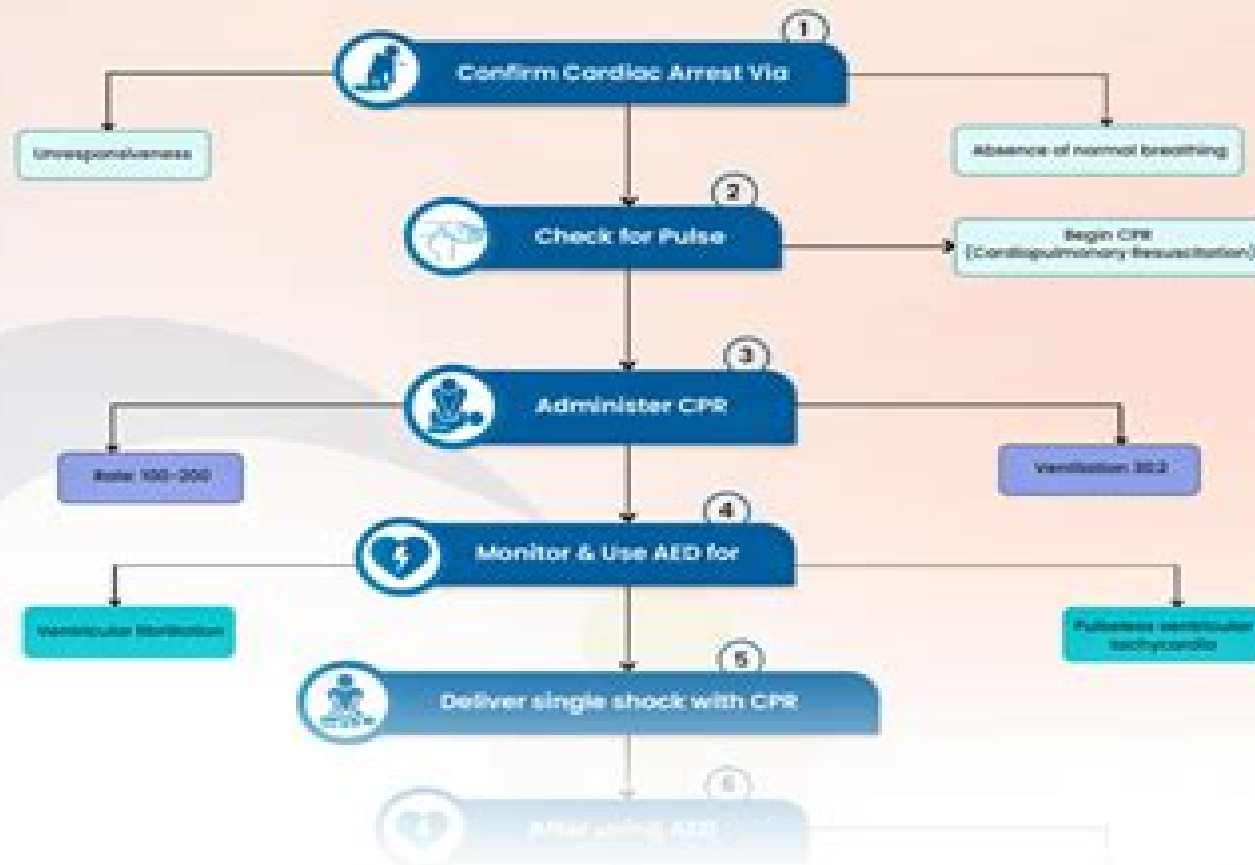 1
Confirm Cardiac Arrest Via
Unresponsiveness
Absence of normal breathing
2
Check for Pulse
Begin CPR
(Cardiopulmonary Resuscitation)
3
Administer CPR
Rate: 100-200
Ventilation 30:2
4
Monitor & Use AED for
Ventricular fibrillation
Pulseless ventricular
tachycardia
5
Deliver single shock with CPR
6
After using AED